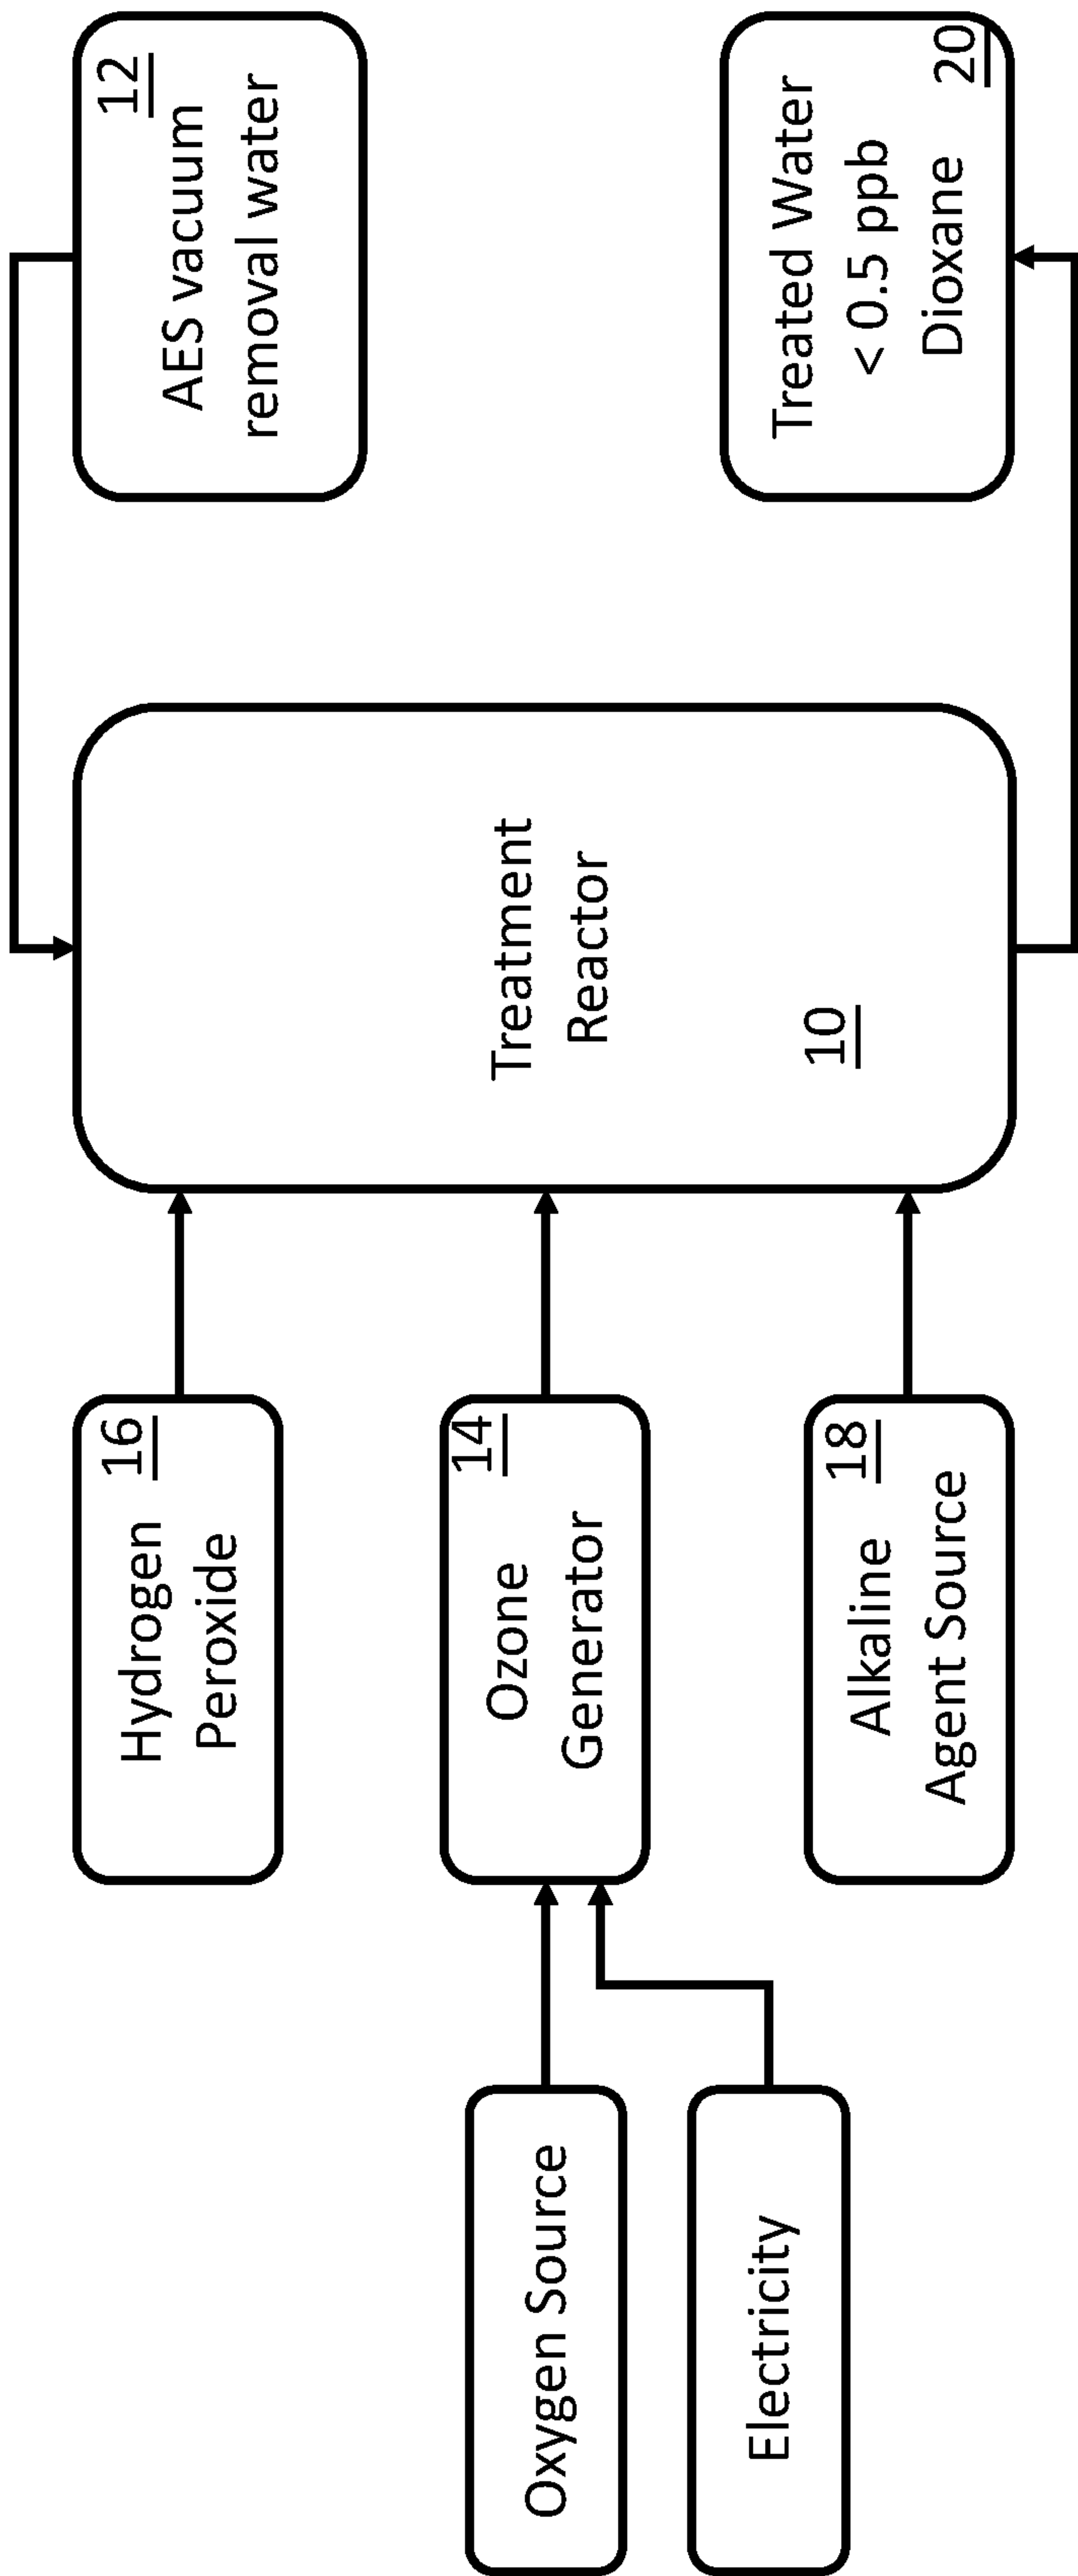 Oxygen Source
Electricity
Hydrogen 16
Peroxide
Ozone 14
Generator
Alkaline 18
Agent Source
Treatment
Reactor
10
12
AES vacuum
removal water
Treated Water
< 0.5 ppb
Dioxane 20